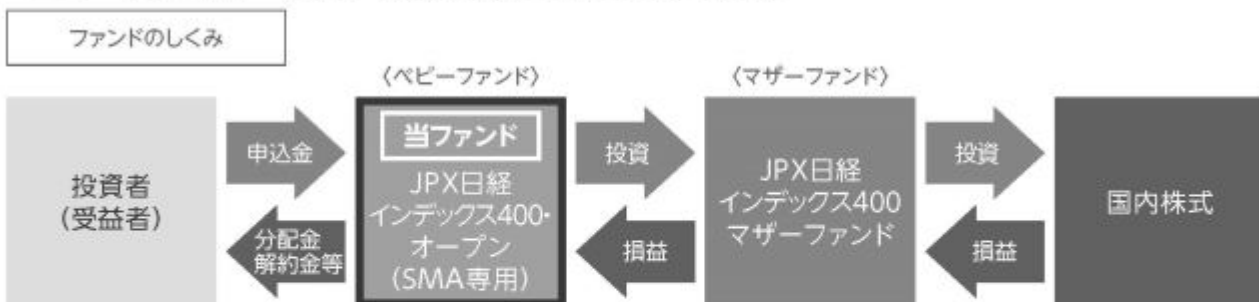 ファンドのしくみ
〈ベビーファンド〉
〈マザーファンド〉
投資者
(受益者)
申込金
分配金
解約金等
当ファンド
JPX日経
インデックス400・
オープン
(SMA専用)
投資
損益
JPX日経
インデックス400
マザーファンド
投資
損益
国内株式